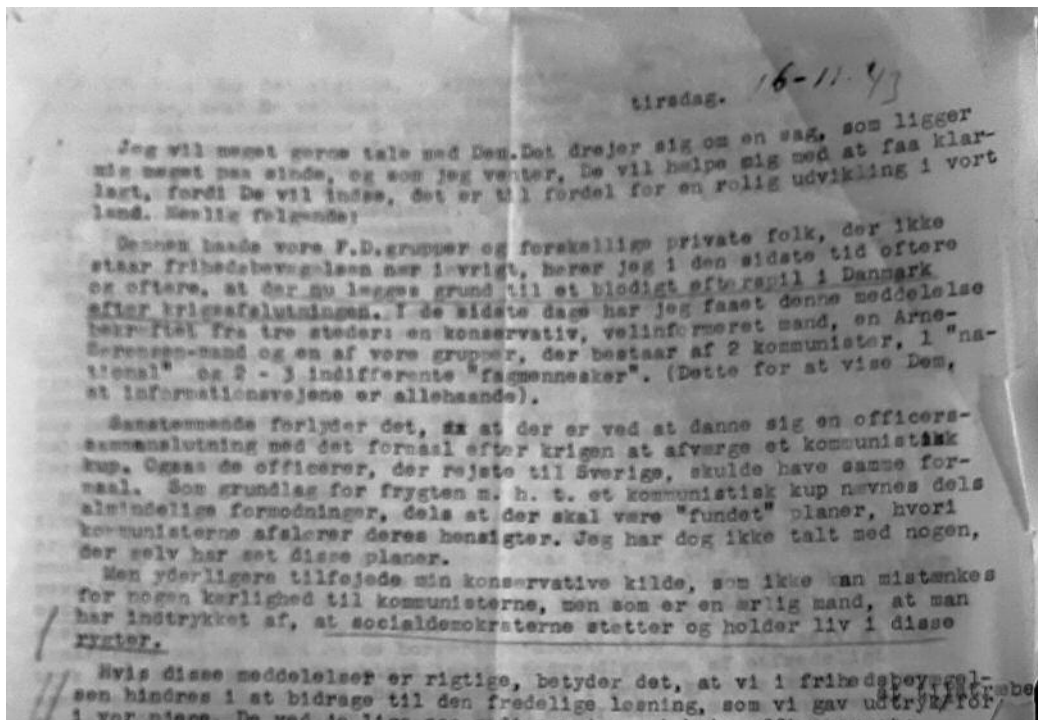 tirsdag. 16-11. 43
Jeg vil meget gerne tale med Dem. Det drejer sig om en sag, som ligger
mig meget paa sinde, og som jeg venter, De vil hælpe mig med at faa klar-
lagt, fordi De vil indse, det er til fordel for en rolig udvikling i vort
land. Nemlig følgende:
Gennem baade vore F.D.grupper og forskellige private folk, der ikke
staar frihedsbevægelsen nær iøvrigt, hører jeg i den sidste tid oftere
og oftere, at der nu lægges grund til et blodigt efterspil i Danmark
efter krigsafslutningen. I de sidste dage har jeg faaet denne meddelelse
bekræftet fra tre steder: en konservativ, velinformeret mand, en Arne-
Sørensen-mand og en af vore grupper, der bestaar af 2 kommunister, 1 "na-
tional" og 2 - 3 indifferente "fagmennesker". (Dette for at vise Dem,
at informationsvejene er allehaande).
Samstemmende forlyder det, at der er ved at danne sig en officers-
sammenslutning med det formaal efter krigen at afværge et kommunistisk
kup. Ogsaa de officerer, der rejste til Sverige, skulde have samme for-
maal. Som grundlag for frygten m. h. t. et kommunistisk kup nævnes dels
almindelige formodninger, dels at der skal være "fundet" planer, hvori
kommunisterne afslører deres hensigter. Jeg har dog ikke talt med nogen,
der selv har set disse planer.
Men yderligere tilføjede min konservative kilde, som ikke kan mistænkes
for nogen kærlighed til kommunisterne, men som er en ærlig mand, at man
har indtrykket af, at socialdemokraterne støtter og holder liv i disse
rygter.
Hvis disse meddelelser er rigtige, betyder det, at vi i frihedsbevægel-
sen hindres i at bidrage til den fredelige løsning, som vi gav udtryk for